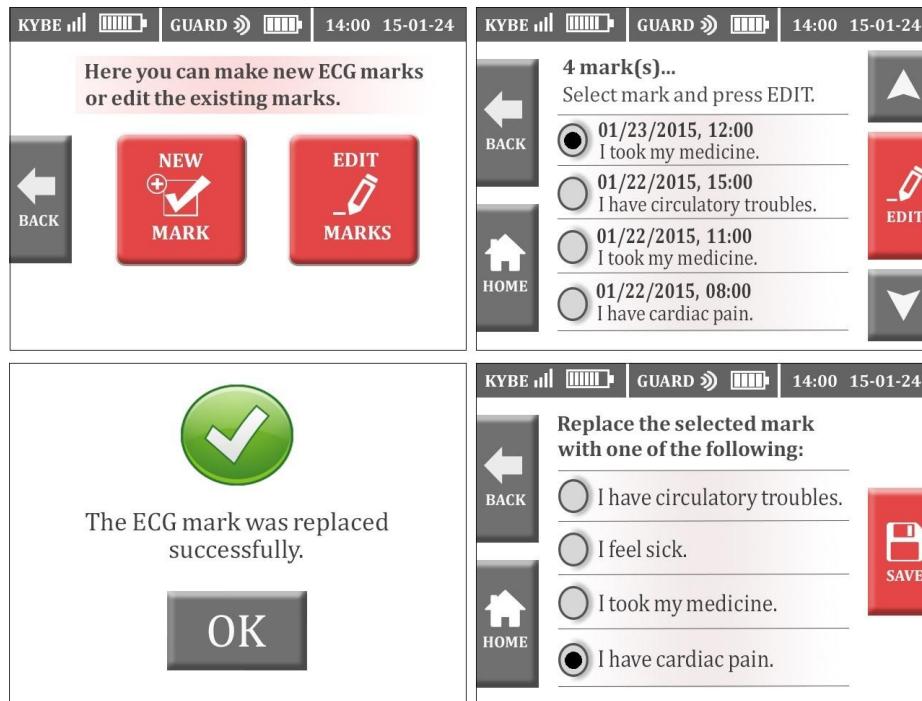 KYBE GUARD 14:00 15-01-24
Here you can make new ECG marks
or edit the existing marks.
BACK
NEW
MARK
EDIT
MARKS
KYBE GUARD 14:00 15-01-24
4 mark(s)...
Select mark and press EDIT.
BACK
01/23/2015, 12:00
I took my medicine.
01/22/2015, 15:00
I have circulatory troubles.
EDIT
HOME
01/22/2015, 11:00
I took my medicine.
01/22/2015, 08:00
I have cardiac pain.
The ECG mark was replaced
successfully.
OK
KYBE GUARD 14:00 15-01-24
Replace the selected mark
with one of the following:
BACK
I have circulatory troubles.
I feel sick.
SAVE
I took my medicine.
HOME
I have cardiac pain.